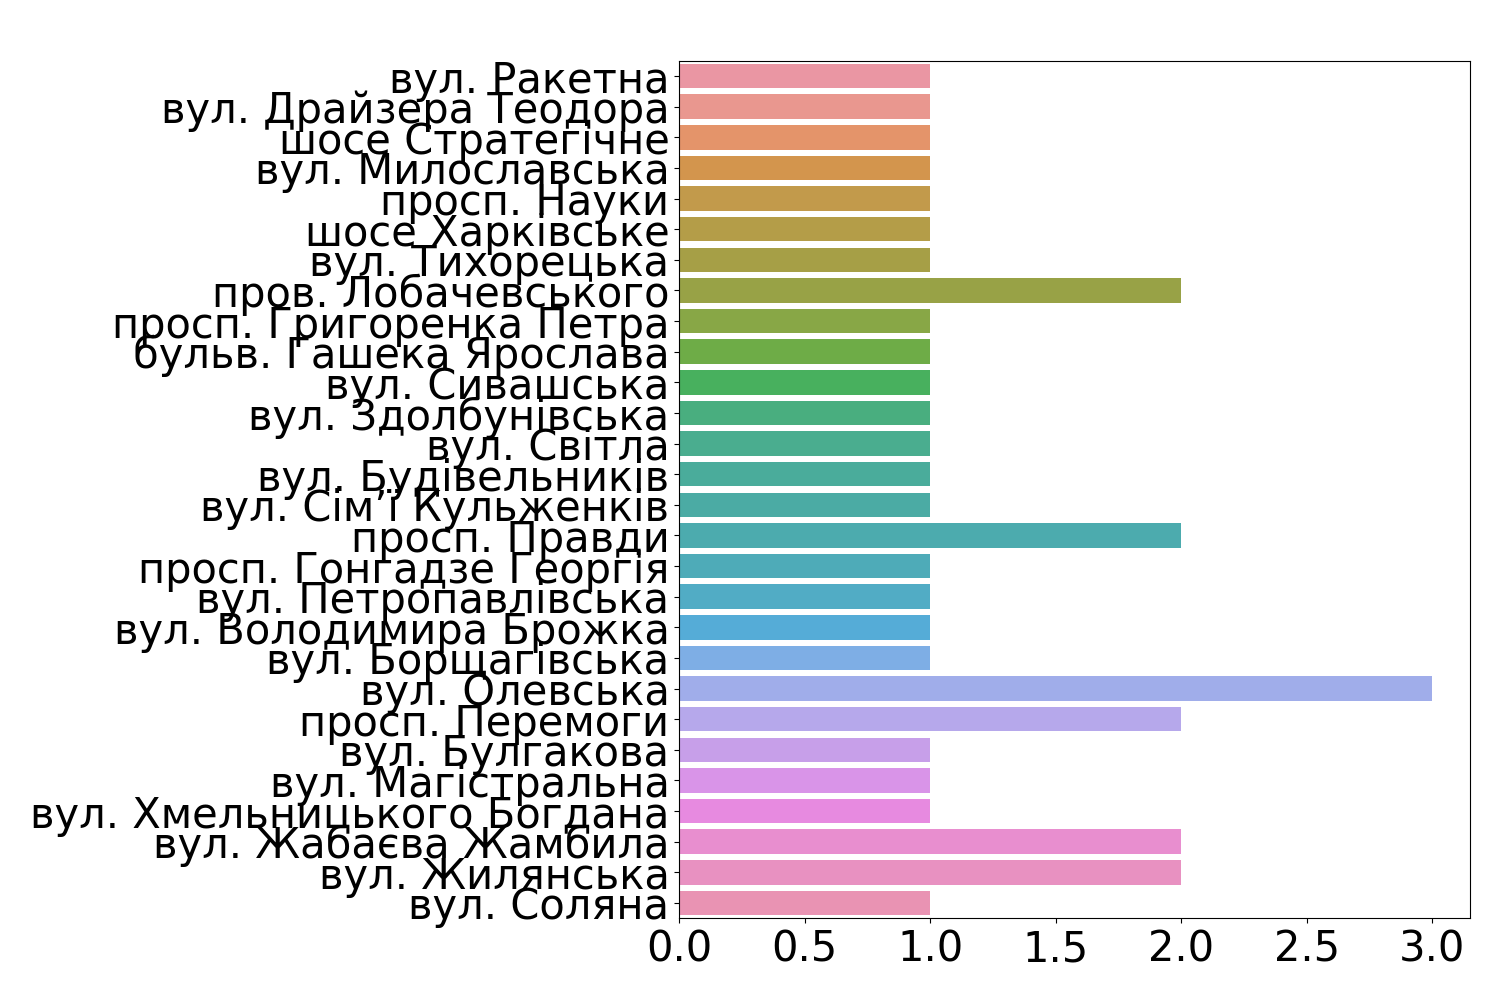 вул. Ракетна
вул. Драйзера Теодора
шосе Стратегічне
вул. Милославська
просп. Науки
шосе Харківське
вул. Тихорецька
пров. Лобачевського
просп. Григоренка Петра
бульв. Гашека Ярослава
вул. Сивашська
вул. Здолбунівська
вул. Світла
вул. Будівельників
вул. Сім’ї Кульженків
просп. Правди
просп. Гонгадзе Георгія
вул. Петропавлівська
вул. Володимира Брожка
вул. Борщагівська
вул. Олевська
просп. Перемоги
вул. Булгакова
вул. Магістральна
вул. Хмельницького Богдана
вул. Жабаєва Жамбила
вул. Жилянська
вул. Соляна
0.0 0.5 1.0 1.5 2.0 2.5 3.0